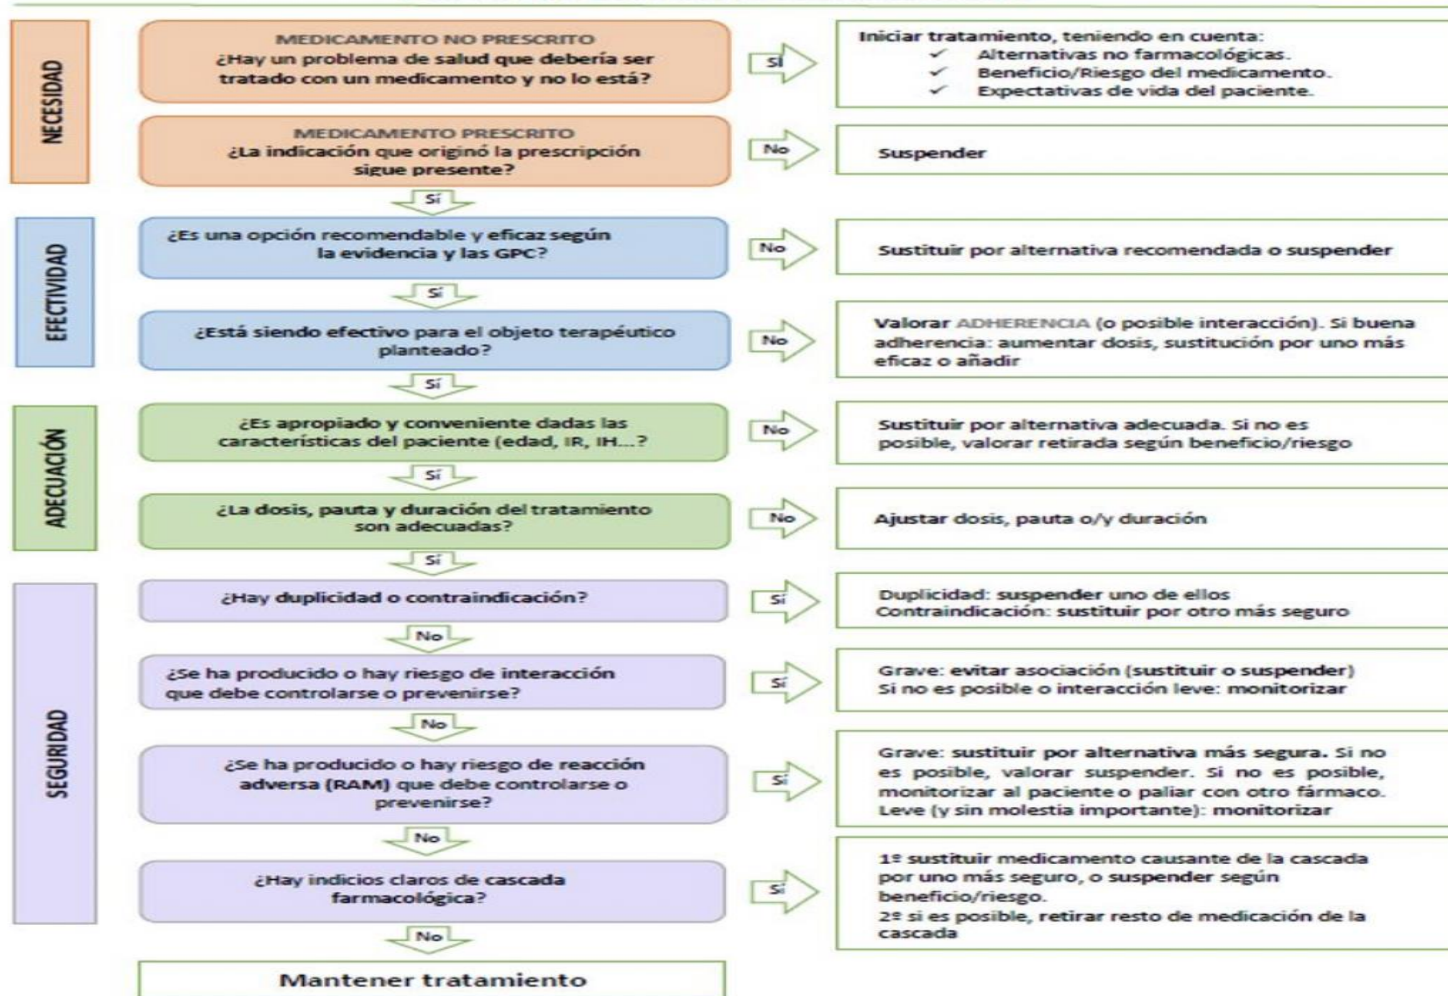 NECESIDAD
MEDICAMENTO NO PRESCRITO
¿Hay un problema de salud que debería ser
tratado con un medicamento y no lo está?
SÍ
Iniciar tratamiento, teniendo en cuenta:
✓ Alternativas no farmacológicas.
✓ Beneficio/Riesgo del medicamento.
✓ Expectativas de vida del paciente.
MEDICAMENTO PRESCRITO
¿La indicación que originó la prescripción
sigue presente?
No
Suspender
Sí
EFECTIVIDAD
¿Es una opción recomendable y eficaz según
la evidencia y las GPC?
No
Sustituir por alternativa recomendada o suspender
Sí
¿Está siendo efectivo para el objeto terapéutico
planteado?
No
Valorar ADHERENCIA (o posible interacción). Si buena
adherencia: aumentar dosis, sustitución por uno más
eficaz o añadir
Sí
ADECUACIÓN
¿Es apropiado y conveniente dadas las
características del paciente (edad, IR, IH...?
No
Sustituir por alternativa adecuada. Si no es
posible, valorar retirada según beneficio/riesgo
Sí
¿La dosis, pauta y duración del tratamiento
son adecuadas?
No
Ajustar dosis, pauta o/y duración
Sí
SEGURIDAD
¿Hay duplicidad o contraindicación?
Sí
Duplicidad: suspender uno de ellos
Contraindicación: sustituir por otro más seguro
No
¿Se ha producido o hay riesgo de interacción
que debe controlarse o prevenirse?
Sí
Grave: evitar asociación (sustituir o suspender)
Si no es posible o interacción leve: monitorizar
No
¿Se ha producido o hay riesgo de reacción
adversa (RAM) que debe controlarse o
prevenirse?
Sí
Grave: sustituir por alternativa más segura. Si no
es posible, valorar suspender. Si no es posible,
monitorizar al paciente o paliar con otro fármaco.
Leve (y sin molestia importante): monitorizar
No
¿Hay indicios claros de cascada
farmacológica?
Sí
1º sustituir medicamento causante de la cascada
por uno más seguro, o suspender según
beneficio/riesgo.
2º si es posible, retirar resto de medicación de la
cascada
No
Mantener tratamiento